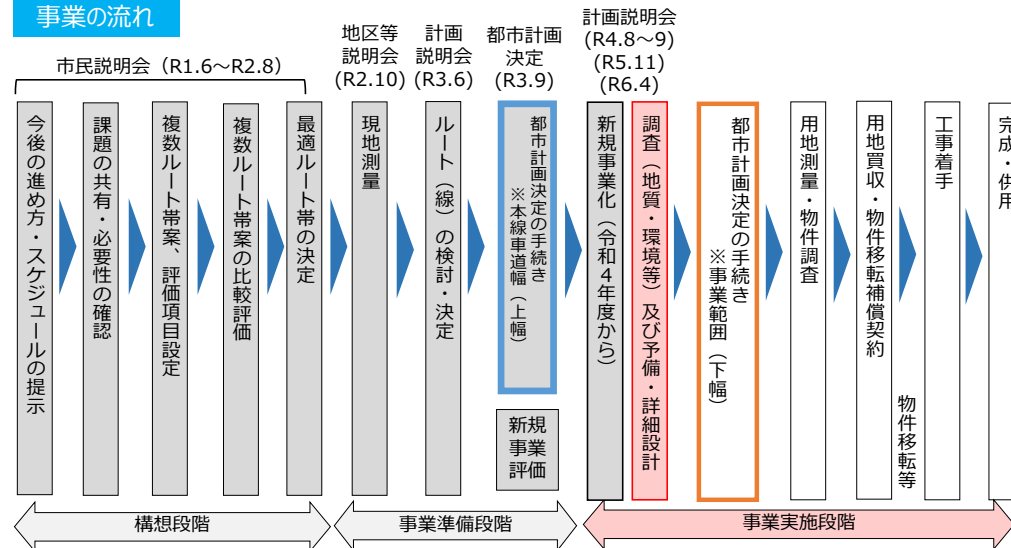 事業の流れ
市民説明会（R1.6～R2.8）
地区等
説明会
(R2.10)
計画
説明会
(R3.6)
都市計画
決定
(R3.9)
計画説明会
(R4.8～9)
(R5.11)
(R6.4)
今後の進め方・スケジュールの提示
課題の共有・必要性の確認
複数ルート帯案、評価項目設定
複数ルート帯案の比較評価
最適ルート帯の決定
現地測量
ルート（線）の検討・決定
都市計画決定の手続き
※本線車道幅（上幅）
新規
事業
評価
新規事業化（令和４年度から）
調査（地質・環境等）及び予備・詳細設計
都市計画決定の手続き
※事業範囲（下幅）
用地測量・物件調査
用地買収・物件移転補償契約
物件移転等
工事着手
完成・供用
構想段階
事業準備段階
事業実施段階